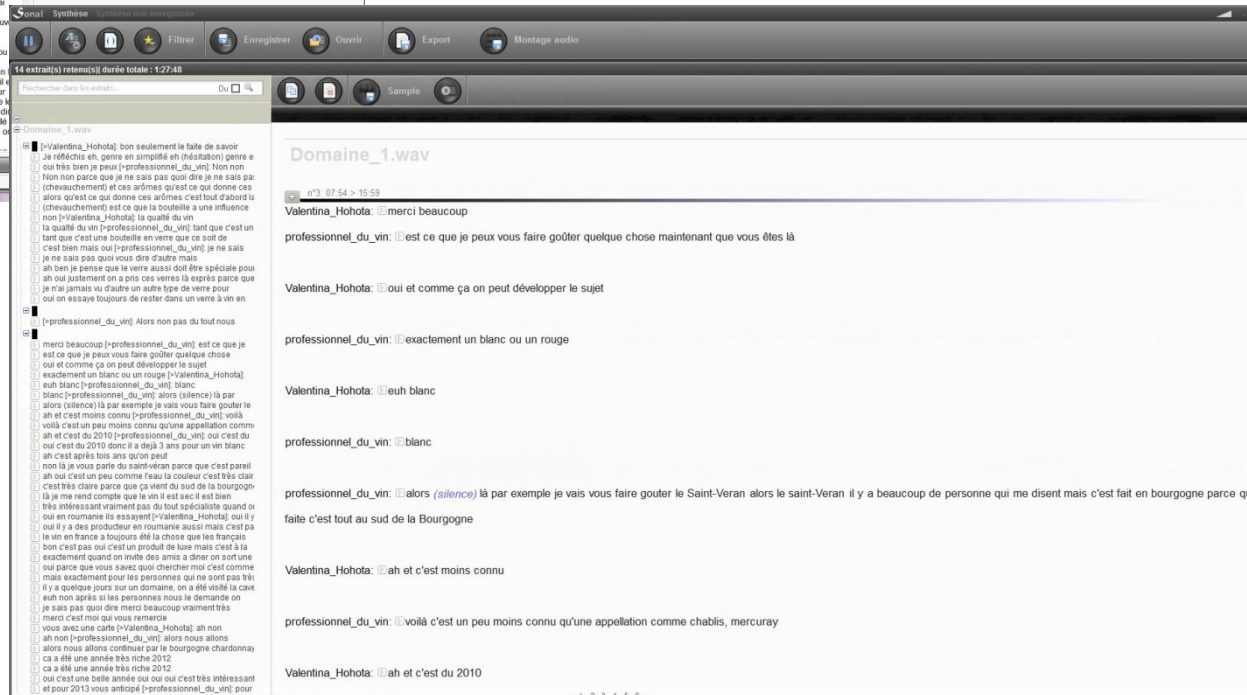 Sonal Synthèse Synthèse non enregistrée
Filtrer Enregistrer Ouvrir Export Montage audio
14 extrait(s) retenu(s)| durée totale : 1:27:48
Rechercher dans les extraits... Ou
Sample
Domaine_1.wav
[>Valentina_Hohota]: bon seulement le faite de savoir
Je réfléchis eh, genre en simplifié eh (hésitation) genre e
oui très bien je peux [>professionnel_du_vin]: Non non
Non non parce que je ne sais pas quoi dire je ne sais pas
(chevauchement) et ces arômes qu'est ce qui donne ces
alors qu'est ce qui donne ces arômes c'est tout d'abord la
(chevauchement) est ce que la bouteille a une influence
non [>Valentina_Hohota]: la qualté du vin
la qualté du vin [>professionnel_du_vin]: tant que c'est un
tant que c'est une bouteille en verre que ce soit de
c'est bien mais oui [>professionnel_du_vin]: je ne sais
je ne sais pas quoi vous dire d'autre mais
ah ben je pense que le verre aussi doit être spéciale pour
ah oui justement on a pris ces verres là exprès parce que
je n'ai jamais vu d'autre un autre type de verre pour
oui on essaye toujours de rester dans un verre à vin en
[>professionnel_du_vin]: Alors non pas du tout nous
merci beaucoup [>professionnel_du_vin]: est ce que je
est ce que je peux vous faire goûter quelque chose
oui et comme ça on peut développer le sujet
exactement un blanc ou un rouge [>Valentina_Hohota]:
euh blanc [>professionnel_du_vin]: blanc
blanc [>professionnel_du_vin]: alors (silence) là par
alors (silence) là par exemple je vais vous faire gouter le
ah et c'est moins connu [>professionnel_du_vin]: voilà
voilà c'est un peu moins connu qu'une appellation comme
ah et c'est du 2010 [>professionnel_du_vin]: oui c'est du
oui c'est du 2010 donc il a dejà 3 ans pour un vin blanc
ah c'est après tois ans qu'on peut
non là je vous parle du saint-véran parce que c'est pareil
ah oui c'est un peu comme l'eau la couleur c'est très clair
c'est très claire parce que ça vient du sud de la bourgogne
là je me rend compte que le vin il est sec il est bien
très intéressant vraiment pas du tout spécialiste quand on
oui en roumanie ils essayent [>Valentina_Hohota]: oui il y
oui il y a des producteur en roumanie aussi mais c'est pa
le vin en france a toujours été la chose que les français
bon c'est pas oui c'est un produit de luxe mais c'est à la
exactement quand on invite des amis a diner on sort une
oui parce que vous savez quoi chercher moi c'est comme
mais exactement pour les personnes qui ne sont pas très
il y a quelque jours sur un domaine, on a été visité la cave
euh non après si les personnes nous le demande on
je sais pas quoi dire merci beaucoup vraiment très
merci c'est moi qui vous remercie
vous avez une carte [>Valentina_Hohota]: ah non
ah non [>professionnel_du_vin]: alors nous allons
alors nous allons continuer par le bourgogne chardonnay
ca a été une année très riche 2012
ca a été une année très riche 2012
oui c'est une belle année oui oui oui c'est très intéressant
et pour 2013 vous anticipé [>professionnel_du_vin]: pour
Domaine_1.wav
n°3 07:54 > 15:59
Valentina_Hohota: merci beaucoup
professionnel_du_vin: est ce que je peux vous faire goûter quelque chose maintenant que vous êtes là
Valentina_Hohota: oui et comme ça on peut développer le sujet
professionnel_du_vin: exactement un blanc ou un rouge
Valentina_Hohota: euh blanc
professionnel_du_vin: blanc
professionnel_du_vin: alors (silence) là par exemple je vais vous faire gouter le Saint-Veran alors le saint-Veran il y a beaucoup de personne qui me disent mais c'est fait en bourgogne parce qu
faite c'est tout au sud de la Bourgogne
Valentina_Hohota: ah et c'est moins connu
professionnel_du_vin: voilà c'est un peu moins connu qu'une appellation comme chablis, mercuray
Valentina_Hohota: ah et c'est du 2010